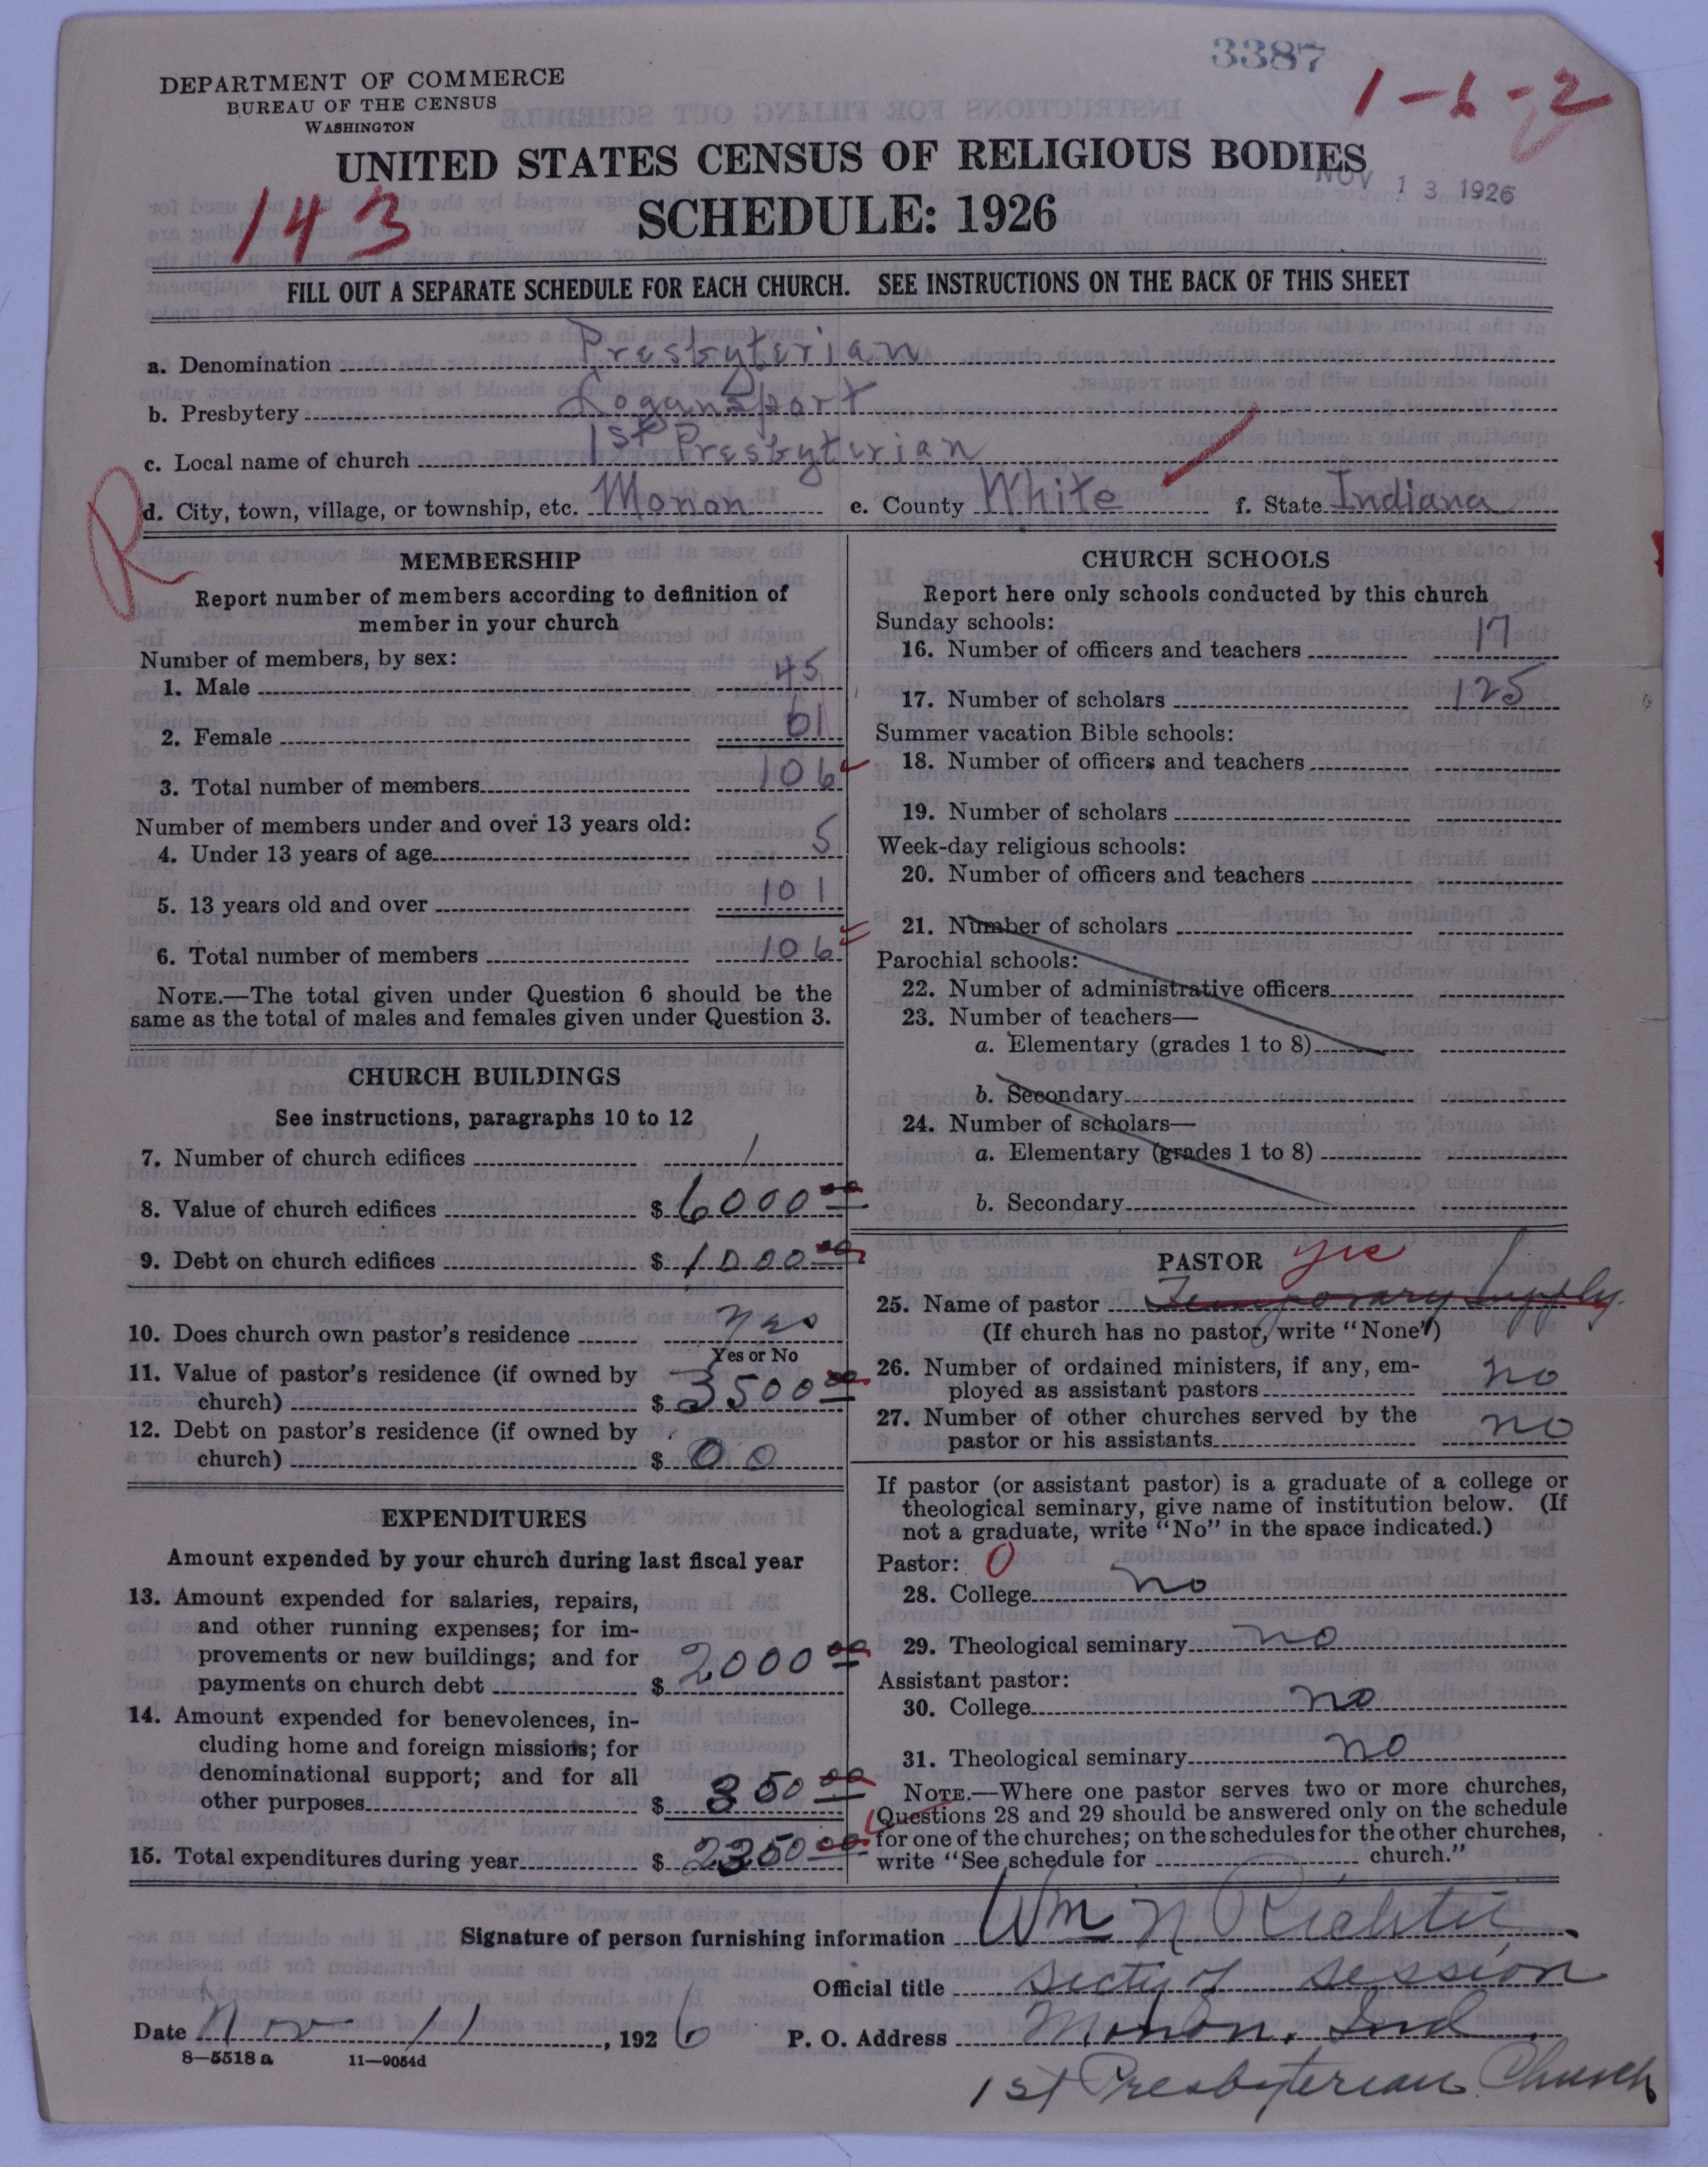 3387
1-6-2
DEPARTMENT OF COMMERCE
BUREAU OF THE CENSUS
WASHINGTON
UNITED STATES CENSUS OF RELIGIOUS BODIES
NOV 13 1926
143
SCHEDULE: 1926
FILL OUT A SEPARATE SCHEDULE FOR EACH CHURCH. SEE INSTRUCTIONS ON THE BACK OF THIS SHEET
a. Denomination Presbyterian
b. Presbytery Logansport
c. Local name of church 1st Presbyterian
R
d. City, town, village, or township, etc. Monon e. County White f. State Indiana
MEMBERSHIP
Report number of members according to definition of
member in your church
Number of members, by sex:
1. Male 45
2. Female 61
3. Total number of members 106
Number of members under and over 13 years old:
4. Under 13 years of age 5
5. 13 years old and over 101
6. Total number of members 106
NOTE.—The total given under Question 6 should be the
same as the total of males and females given under Question 3.
CHURCH BUILDINGS
See instructions, paragraphs 10 to 12
7. Number of church edifices 1
8. Value of church edifices $ 6000 00
9. Debt on church edifices $ 1000 00
10. Does church own pastor's residence yes
Yes or No
11. Value of pastor's residence (if owned by
church) $ 3500 00
12. Debt on pastor's residence (if owned by
church) $ 00
EXPENDITURES
Amount expended by your church during last fiscal year
13. Amount expended for salaries, repairs,
and other running expenses; for im-
provements or new buildings; and for
payments on church debt $ 2000 00
14. Amount expended for benevolences, in-
cluding home and foreign missions; for
denominational support; and for all
other purposes $ 350 00
15. Total expenditures during year $ 2350 00
CHURCH SCHOOLS
Report here only schools conducted by this church
Sunday schools:
16. Number of officers and teachers 17
17. Number of scholars 125
Summer vacation Bible schools:
18. Number of officers and teachers
19. Number of scholars
Week-day religious schools:
20. Number of officers and teachers
21. Number of scholars
Parochial schools:
22. Number of administrative officers
23. Number of teachers—
a. Elementary (grades 1 to 8)
b. Secondary
24. Number of scholars—
a. Elementary (grades 1 to 8)
b. Secondary
PASTOR yes
25. Name of pastor Temporary Supply
(If church has no pastor, write "None")
26. Number of ordained ministers, if any, em-
ployed as assistant pastors no
27. Number of other churches served by the
pastor or his assistants no
If pastor (or assistant pastor) is a graduate of a college or
theological seminary, give name of institution below. (If
not a graduate, write "No" in the space indicated.)
Pastor: 0
28. College no
29. Theological seminary no
Assistant pastor:
30. College no
31. Theological seminary no
NOTE.—Where one pastor serves two or more churches,
Questions 28 and 29 should be answered only on the schedule
for one of the churches; on the schedules for the other churches,
write "See schedule for church."
Signature of person furnishing information Wm N Richter
Official title Secty of Session
Date Nov 11, 1926 P. O. Address Monon, Ind
8—5518 a 11—9054d
1st Presbyterian Church